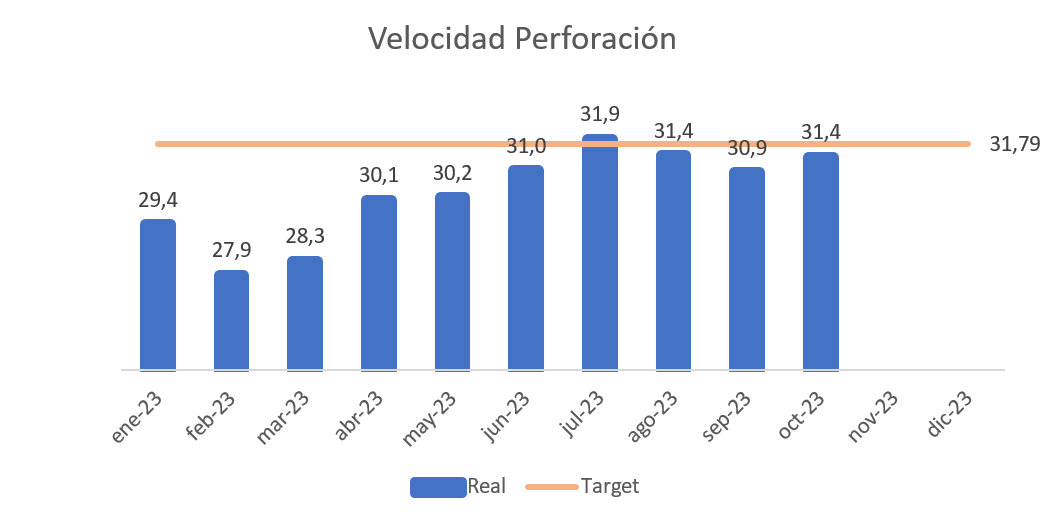 Velocidad Perforación
29,4
27,9
28,3
30,1
30,2
31,0
31,9
31,4
30,9
31,4
31,79
ene-23
feb-23
mar-23
abr-23
may-23
jun-23
jul-23
ago-23
sep-23
oct-23
nov-23
dic-23
Real
Target